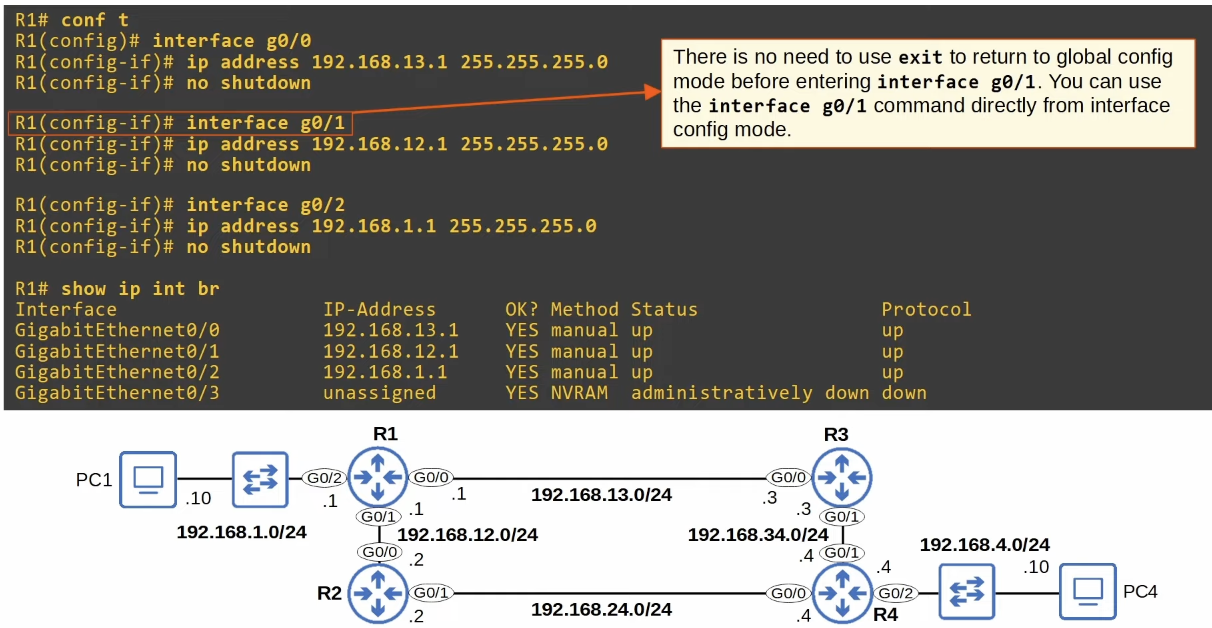 R1# conf t
R1(config)# interface g0/0
R1(config-if)# ip address 192.168.13.1 255.255.255.0
R1(config-if)# no shutdown
R1(config-if)# interface g0/1
R1(config-if)# ip address 192.168.12.1 255.255.255.0
R1(config-if)# no shutdown
R1(config-if)# interface g0/2
R1(config-if)# ip address 192.168.1.1 255.255.255.0
R1(config-if)# no shutdown
There is no need to use exit to return to global config
mode before entering interface g0/1. You can use
the interface g0/1 command directly from interface
config mode.
R1# show ip int br
Interface IP-Address OK? Method Status Protocol
GigabitEthernet0/0 192.168.13.1 YES manual up up
GigabitEthernet0/1 192.168.12.1 YES manual up up
GigabitEthernet0/2 192.168.1.1 YES manual up up
GigabitEthernet0/3 unassigned YES NVRAM administratively down down
R1 R3
PC1 G0/2 G0/0 G0/0
.10 .1 .1 192.168.13.0/24 .3
.1 .3
G0/1 G0/1
192.168.1.0/24 192.168.12.0/24 192.168.34.0/24
G0/0 .2 .4 G0/1 192.168.4.0/24
.4 .10
R2 G0/1 G0/0 G0/2 PC4
.2 192.168.24.0/24 .4 R4